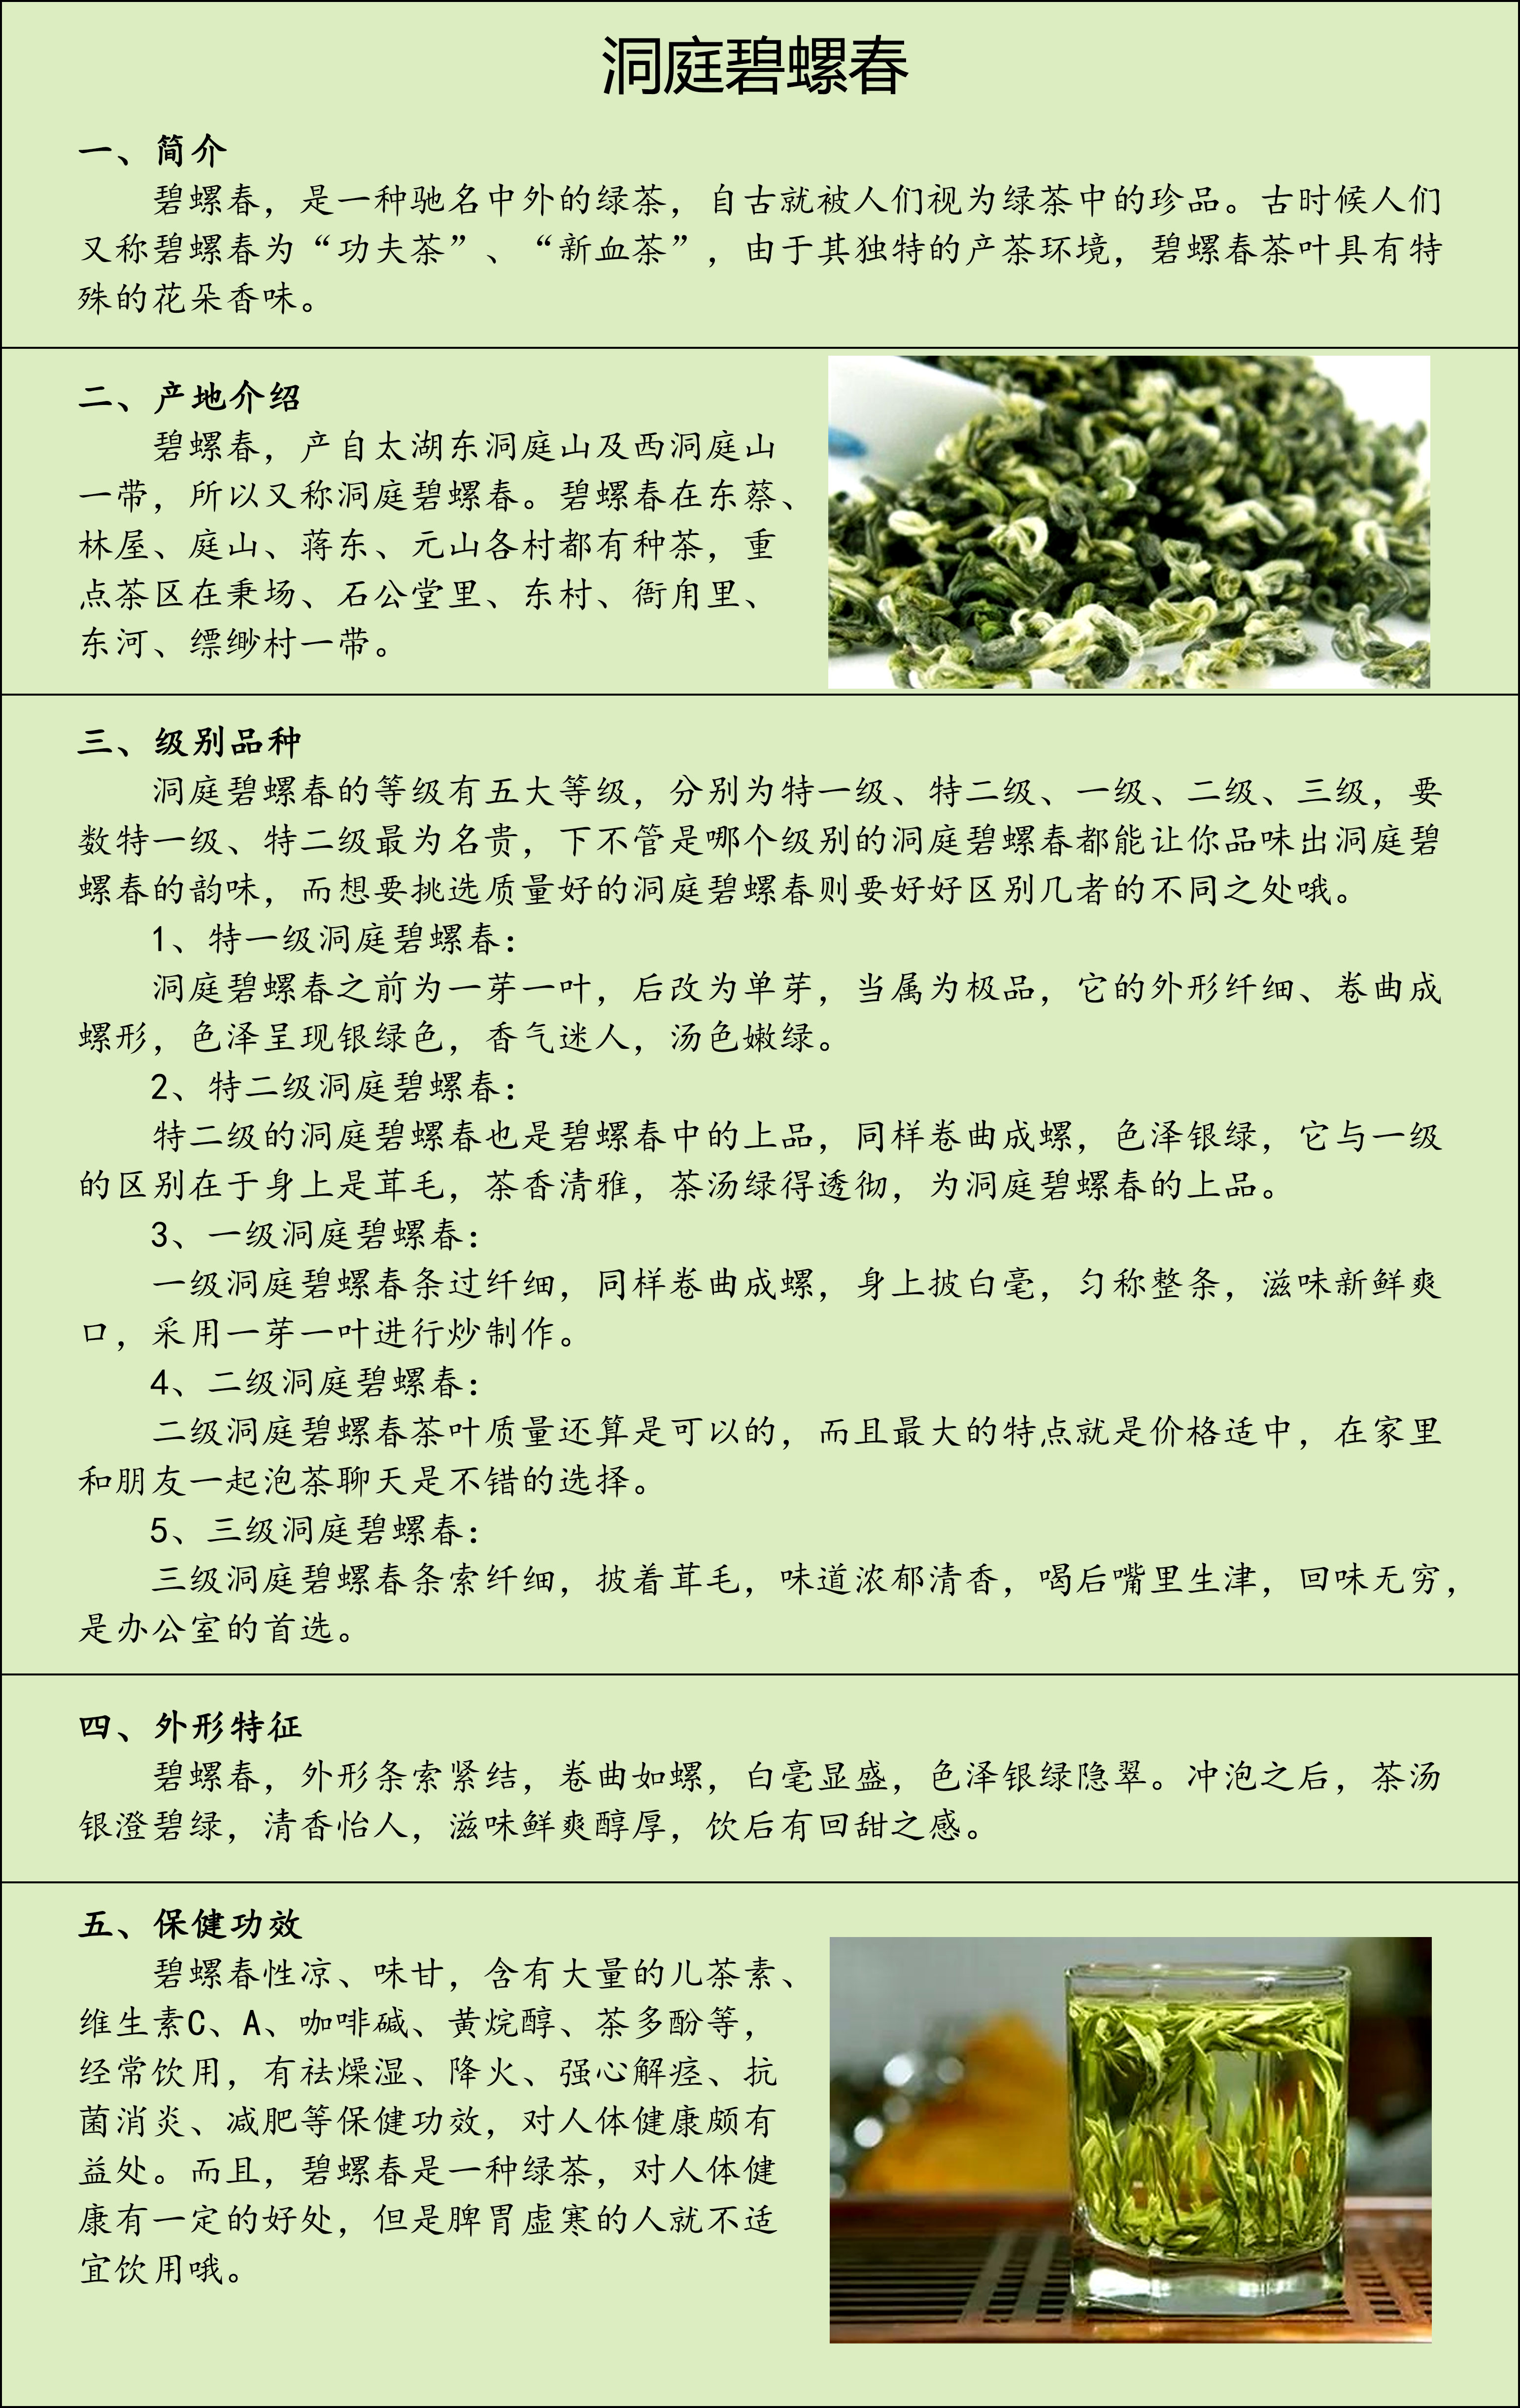 洞庭碧螺春
一、简介
碧螺春，是一种驰名中外的绿茶，自古就被人们视为绿茶中的珍品。古时候人们
又称碧螺春为“功夫茶”、“新血茶”，由于其独特的产茶环境，碧螺春茶叶具有特
殊的花朵香味。
二、产地介绍
碧螺春，产自太湖东洞庭山及西洞庭山
一带，所以又称洞庭碧螺春。碧螺春在东蔡、
林屋、庭山、蒋东、元山各村都有种茶，重
点茶区在秉场、石公堂里、东村、衙甪里、
东河、缥缈村一带。
三、级别品种
洞庭碧螺春的等级有五大等级，分别为特一级、特二级、一级、二级、三级，要
数特一级、特二级最为名贵，下不管是哪个级别的洞庭碧螺春都能让你品味出洞庭碧
螺春的韵味，而想要挑选质量好的洞庭碧螺春则要好好区别几者的不同之处哦。
1、特一级洞庭碧螺春：
洞庭碧螺春之前为一芽一叶，后改为单芽，当属为极品，它的外形纤细、卷曲成
螺形，色泽呈现银绿色，香气迷人，汤色嫩绿。
2、特二级洞庭碧螺春：
特二级的洞庭碧螺春也是碧螺春中的上品，同样卷曲成螺，色泽银绿，它与一级
的区别在于身上是茸毛，茶香清雅，茶汤绿得透彻，为洞庭碧螺春的上品。
3、一级洞庭碧螺春：
一级洞庭碧螺春条过纤细，同样卷曲成螺，身上披白毫，匀称整条，滋味新鲜爽
口，采用一芽一叶进行炒制作。
4、二级洞庭碧螺春：
二级洞庭碧螺春茶叶质量还算是可以的，而且最大的特点就是价格适中，在家里
和朋友一起泡茶聊天是不错的选择。
5、三级洞庭碧螺春：
三级洞庭碧螺春条索纤细，披着茸毛，味道浓郁清香，喝后嘴里生津，回味无穷，
是办公室的首选。
四、外形特征
碧螺春，外形条索紧结，卷曲如螺，白毫显盛，色泽银绿隐翠。冲泡之后，茶汤
银澄碧绿，清香怡人，滋味鲜爽醇厚，饮后有回甜之感。
五、保健功效
碧螺春性凉、味甘，含有大量的儿茶素、
维生素C、A、咖啡碱、黄烷醇、茶多酚等，
经常饮用，有祛燥湿、降火、强心解痉、抗
菌消炎、减肥等保健功效，对人体健康颇有
益处。而且，碧螺春是一种绿茶，对人体健
康有一定的好处，但是脾胃虚寒的人就不适
宜饮用哦。